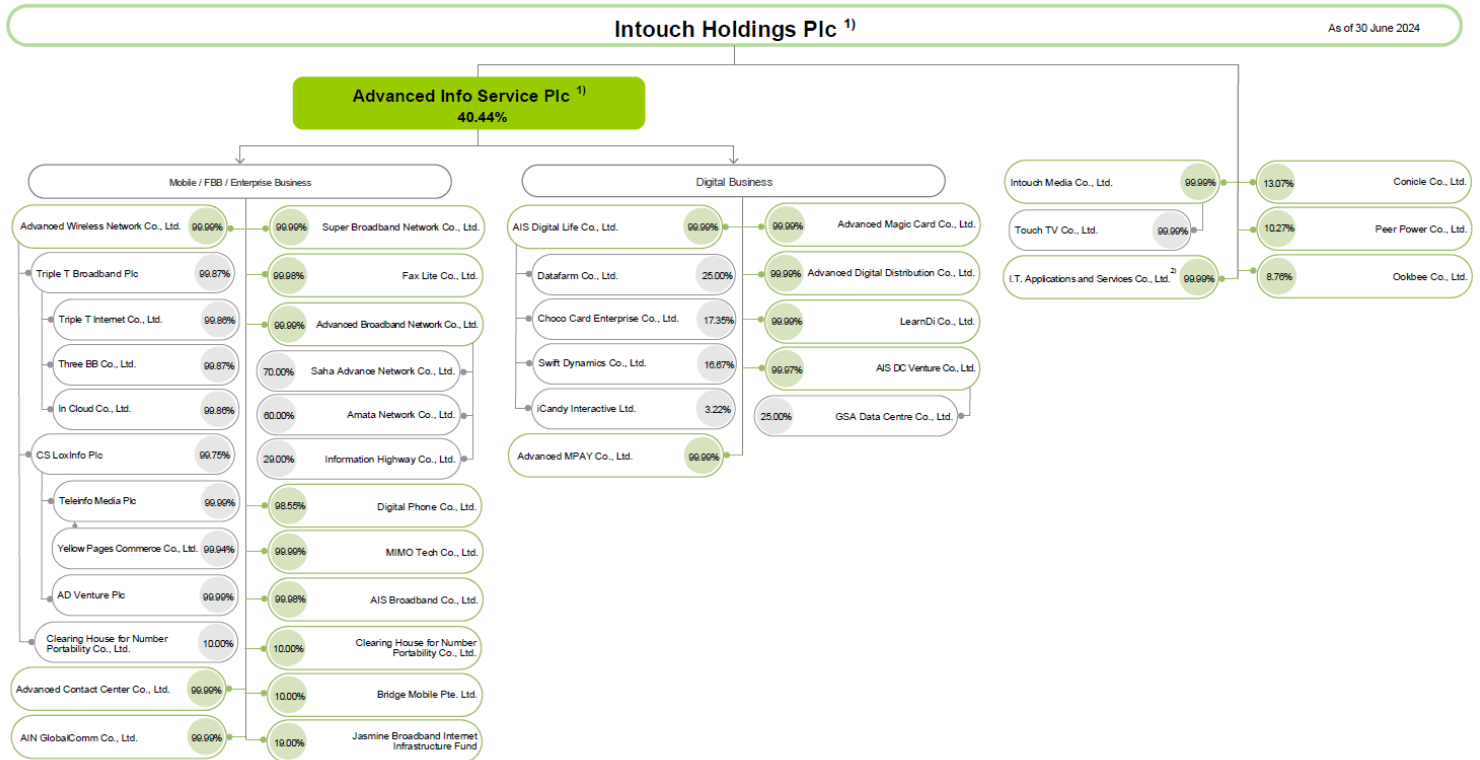 Intouch Holdings Plc 1)
As of 30 June 2024
Advanced Info Service Plc 1)
40.44%
Mobile / FBB / Enterprise Business
Advanced Wireless Network Co., Ltd. 99.99%
Triple T Broadband Plc 99.87%
Triple T Internet Co., Ltd. 99.86%
Three BB Co., Ltd. 99.87%
In Cloud Co., Ltd. 99.86%
CS LoxInfo Plc 99.75%
Teleinfo Media Plc 99.99%
Yellow Pages Commerce Co., Ltd. 99.94%
AD Venture Plc 99.99%
Clearing House for Number
Portability Co., Ltd. 10.00%
Advanced Contact Center Co., Ltd. 99.99%
AIN GlobalComm Co., Ltd. 99.99%
99.99% Super Broadband Network Co., Ltd.
99.98% Fax Lite Co., Ltd.
99.99% Advanced Broadband Network Co., Ltd.
70.00% Saha Advance Network Co., Ltd.
60.00% Amata Network Co., Ltd.
29.00% Information Highway Co., Ltd.
98.55% Digital Phone Co., Ltd.
99.99% MIMO Tech Co., Ltd.
99.98% AIS Broadband Co., Ltd.
10.00% Clearing House for Number
Portability Co., Ltd.
10.00% Bridge Mobile Pte. Ltd.
19.00% Jasmine Broadband Internet
Infrastructure Fund
Digital Business
AIS Digital Life Co., Ltd. 99.99%
Datafarm Co., Ltd. 25.00%
Choco Card Enterprise Co., Ltd. 17.35%
Swift Dynamics Co., Ltd. 16.67%
iCandy Interactive Ltd. 3.22%
Advanced MPAY Co., Ltd. 99.99%
99.99% Advanced Magic Card Co., Ltd.
99.99% Advanced Digital Distribution Co., Ltd.
99.99% LearnDi Co., Ltd.
99.97% AIS DC Venture Co., Ltd.
25.00% GSA Data Centre Co., Ltd.
Intouch Media Co., Ltd. 99.99%
Touch TV Co., Ltd. 99.99%
I.T. Applications and Services Co., Ltd. 2) 99.99%
13.07% Conicle Co., Ltd.
10.27% Peer Power Co., Ltd.
8.76% Ookbee Co., Ltd.